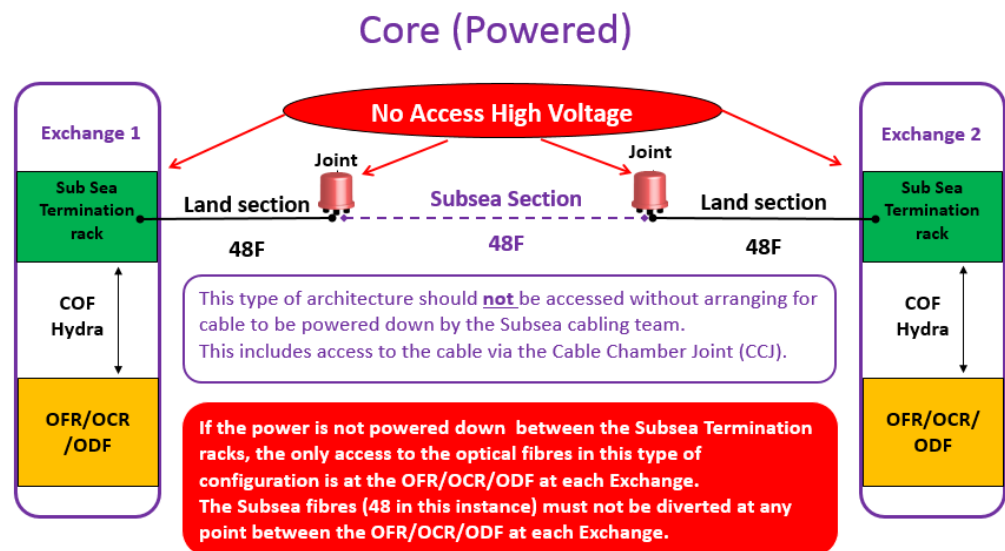 Core (Powered)
No Access High Voltage
Exchange 1
Exchange 2
Joint
Joint
Sub Sea
Termination
rack
Land section
Subsea Section
Land section
Sub Sea
Termination
rack
48F
48F
48F
COF
Hydra
COF
Hydra
This type of architecture should not be accessed without arranging for
cable to be powered down by the Subsea cabling team.
This includes access to the cable via the Cable Chamber Joint (CCJ).
OFR/OCR
/ODF
OFR/OCR/
ODF
If the power is not powered down between the Subsea Termination
racks, the only access to the optical fibres in this type of
configuration is at the OFR/OCR/ODF at each Exchange.
The Subsea fibres (48 in this instance) must not be diverted at any
point between the OFR/OCR/ODF at each Exchange.